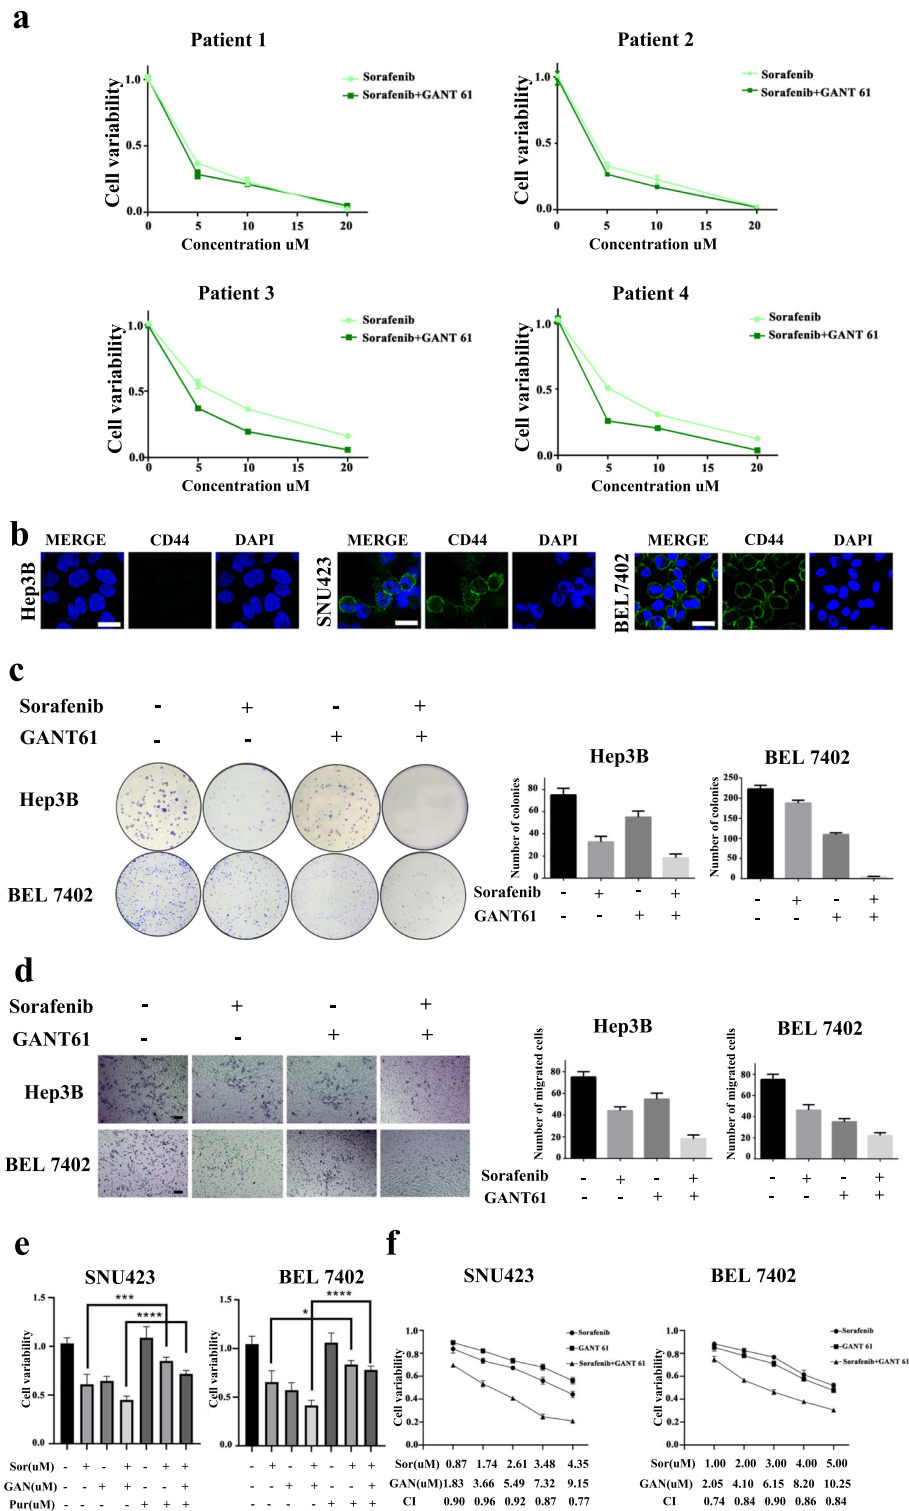 a
Patient 1
Cell variability
1.0
0.5
0.0
0 5 10 15 20
Concentration uM
Sorafenib
Sorafenib+GANT 61
Patient 2
Cell variability
1.0
0.5
0.0
0 5 10 15 20
Concentration uM
Sorafenib
Sorafenib+GANT 61
Patient 3
Cell variability
1.0
0.5
0.0
0 5 10 15 20
Concentration uM
Sorafenib
Sorafenib+GANT 61
Patient 4
Cell variability
1.0
0.5
0.0
0 5 10 15 20
Concentration uM
Sorafenib
Sorafenib+GANT 61
b
MERGE CD44 DAPI
Hep3B
MERGE CD44 DAPI
SNU423
MERGE CD44 DAPI
BEL7402
c
Sorafenib - + - +
GANT61 - - + +
Hep3B
BEL 7402
Hep3B
Number of colonies
80
60
40
20
0
Sorafenib - + - +
GANT61 - - + +
BEL 7402
Number of colonies
250
200
150
100
50
0
- + - +
- - + +
d
Sorafenib - + - +
GANT61 - - + +
Hep3B
BEL 7402
Hep3B
Number of migrated cells
80
60
40
20
Sorafenib - + - +
GANT61 - - + +
BEL 7402
Number of migrated cells
80
60
40
20
- + - +
- - + +
e
SNU423
Cell variability
1.5
1.0
0.5
0.0
***
****
Sor(uM) - + - + - + +
GAN(uM) - - + + - - +
Pur(uM) - - - - + + +
BEL 7402
Cell variability
1.5
1.0
0.5
0.0
*
****
- + - + - + +
- - + + - - +
- - - - + + +
f
SNU423
Cell variability
1.0
0.8
0.6
0.4
0.2
0.0
Sorafenib
GANT 61
Sorafenib+GANT 61
Sor(uM) 0.87 1.74 2.61 3.48 4.35
GAN(uM) 1.83 3.66 5.49 7.32 9.15
CI 0.90 0.96 0.92 0.87 0.77
BEL 7402
Cell variability
1.0
0.8
0.6
0.4
0.2
0.0
Sorafenib
GANT 61
Sorafenib+GANT 61
Sor(uM) 1.00 2.00 3.00 4.00 5.00
GAN(uM) 2.05 4.10 6.15 8.20 10.25
CI 0.74 0.84 0.90 0.86 0.84